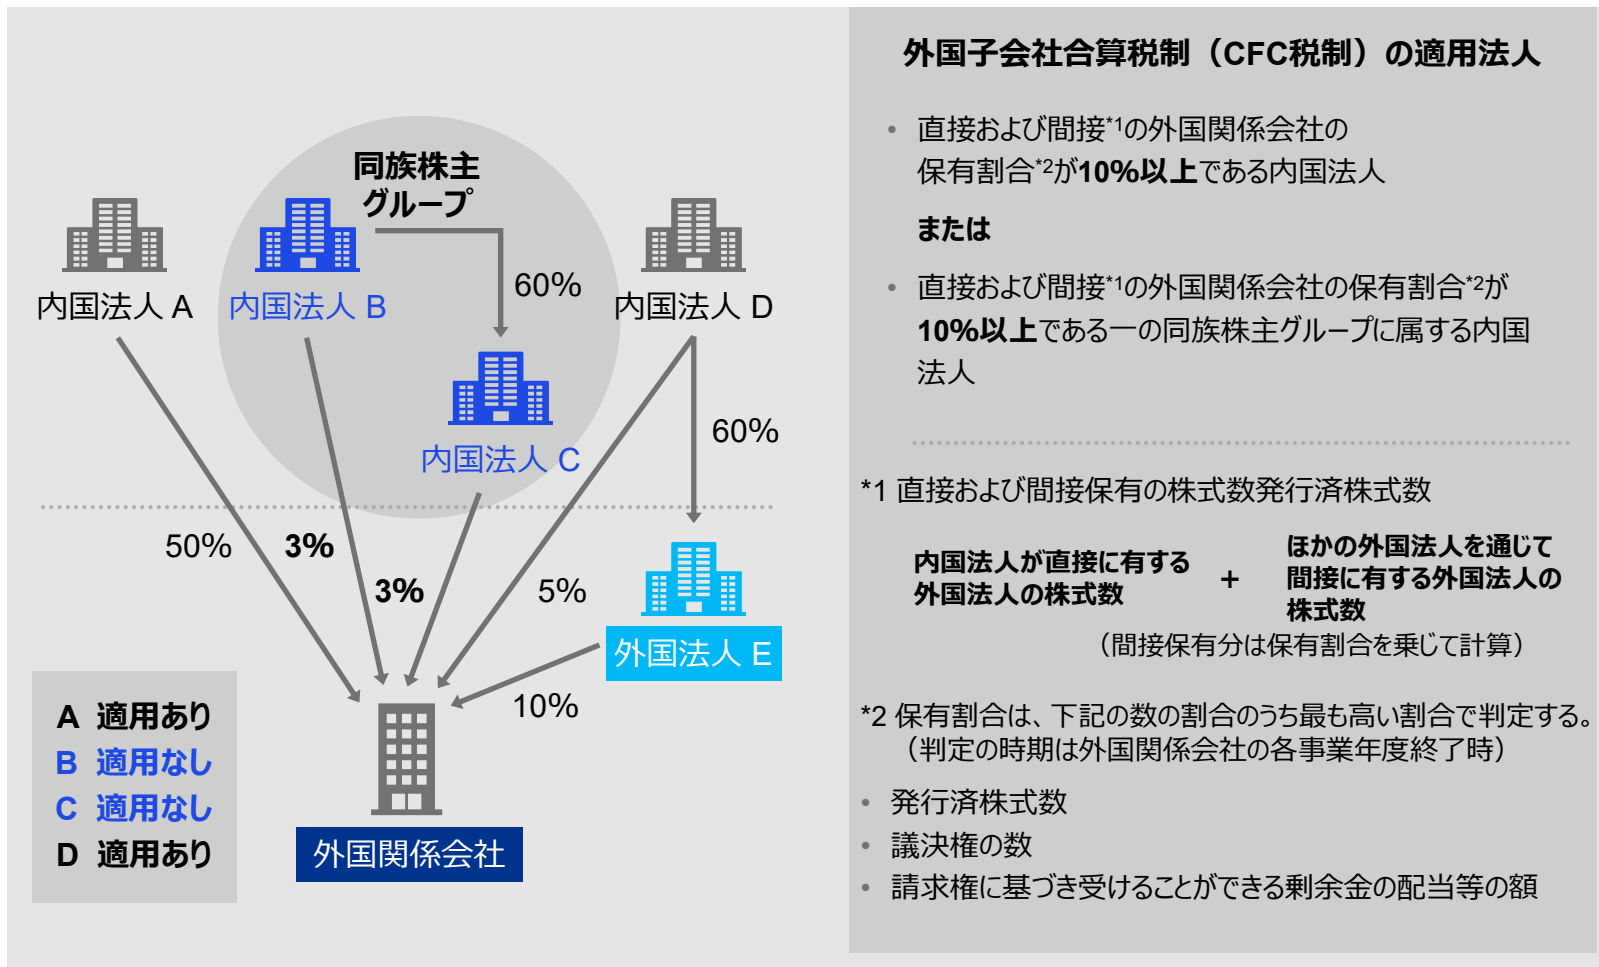 同族株主
グループ
内国法人 A
内国法人 B
60%
内国法人 D
内国法人 C
60%
50%
3%
3%
5%
外国法人 E
10%
外国関係会社
A 適用あり
B 適用なし
C 適用なし
D 適用あり
外国子会社合算税制（CFC税制）の適用法人
• 直接および間接*1の外国関係会社の
保有割合*2が10%以上である内国法人
または
• 直接および間接*1の外国関係会社の保有割合*2が
10%以上である一の同族株主グループに属する内国
法人
*1 直接および間接保有の株式数発行済株式数
内国法人が直接に有する
外国法人の株式数
+
ほかの外国法人を通じて
間接に有する外国法人の
株式数
（間接保有分は保有割合を乗じて計算）
*2 保有割合は、下記の数の割合のうち最も高い割合で判定する。
（判定の時期は外国関係会社の各事業年度終了時）
• 発行済株式数
• 議決権の数
• 請求権に基づき受けることができる剰余金の配当等の額